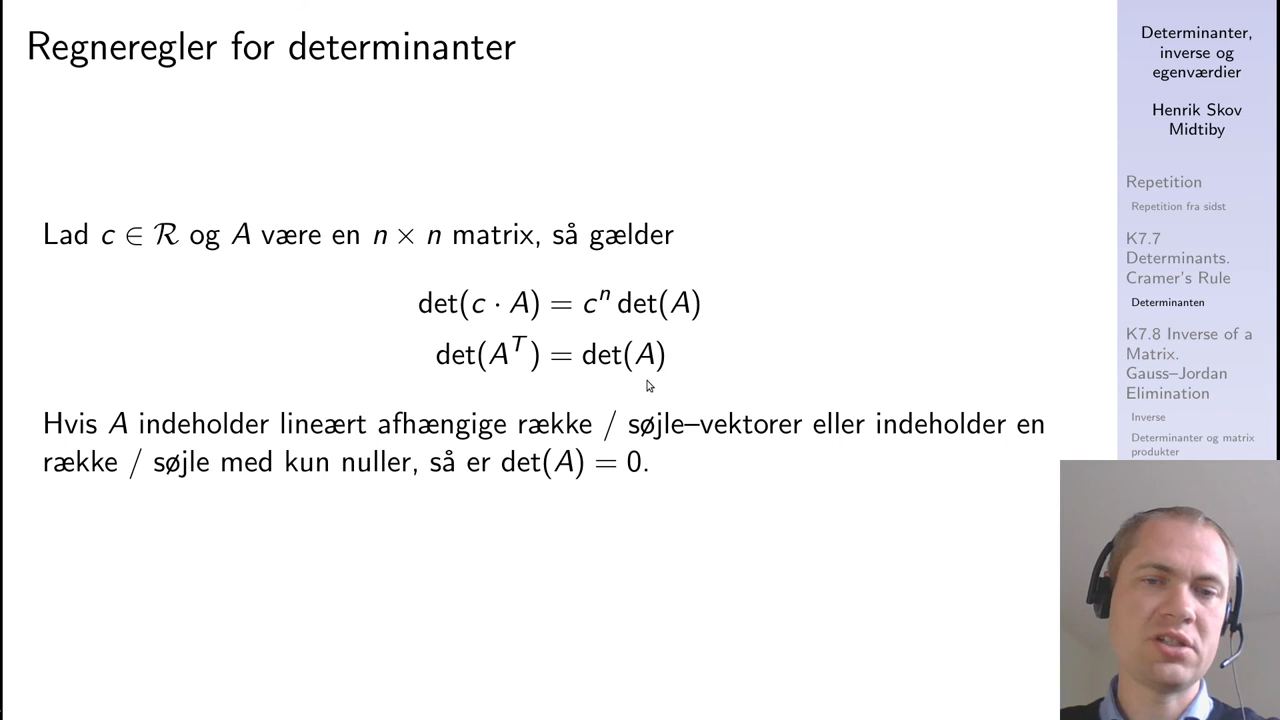 Regneregler for determinanter
Lad c ∈ ℛ og A være en n × n matrix, så gælder
det(c · A) = cⁿ det(A)
det(Aᵀ) = det(A)
Hvis A indeholder lineært afhængige række / søjle–vektorer eller indeholder en
række / søjle med kun nuller, så er det(A) = 0.
Determinanter,
inverse og
egenværdier
Henrik Skov
Midtiby
Repetition
Repetition fra sidst
K7.7
Determinants.
Cramer's Rule
Determinanten
K7.8 Inverse of a
Matrix.
Gauss–Jordan
Elimination
Inverse
Determinanter og matrix
produkter